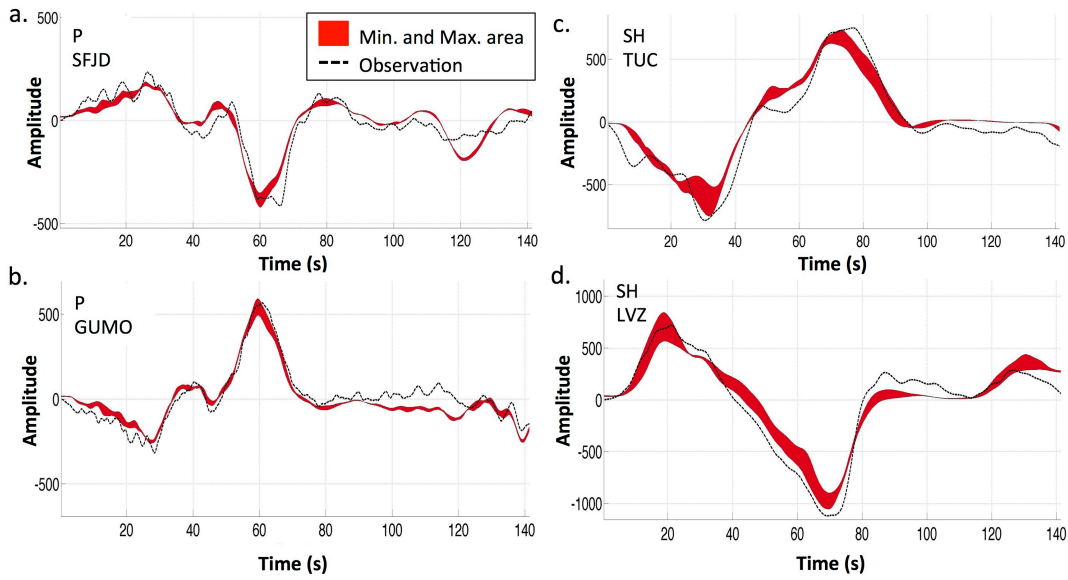 a.
P
SFJD
Min. and Max. area
Observation
500
0
-500
Amplitude
20 40 60 80 100 120 140
Time (s)
c.
SH
TUC
500
0
-500
Amplitude
20 40 60 80 100 120 140
Time (s)
b.
P
GUMO
500
0
-500
Amplitude
20 40 60 80 100 120 140
Time (s)
d.
SH
LVZ
1000
500
0
-500
-1000
Amplitude
20 40 60 80 100 120 140
Time (s)